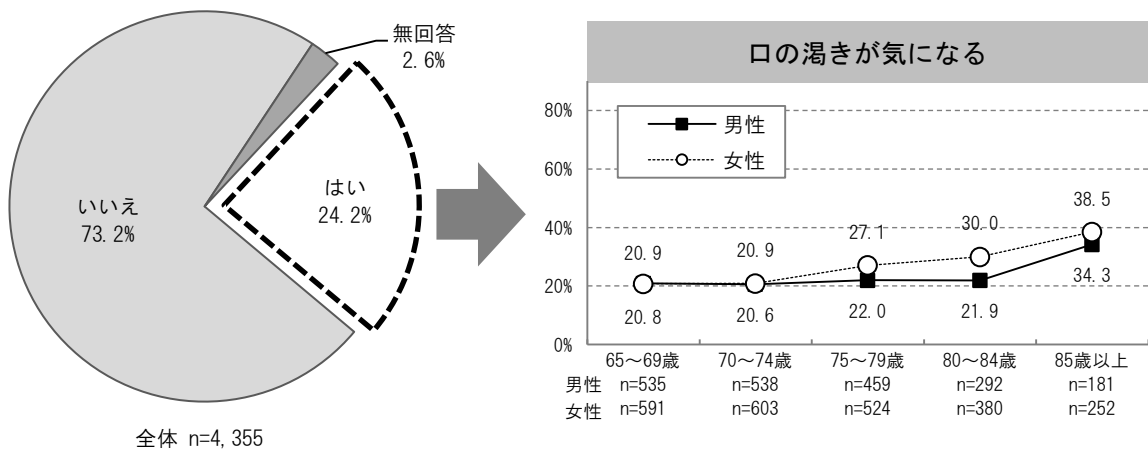 無回答
2.6%
はい
24.2%
いいえ
73.2%
全体 n=4,355
口の渇きが気になる
80%
60%
40%
20%
0%
男性
女性
20.9 20.9 27.1 30.0 38.5
20.8 20.6 22.0 21.9 34.3
65～69歳 70～74歳 75～79歳 80～84歳 85歳以上
男性 n=535 n=538 n=459 n=292 n=181
女性 n=591 n=603 n=524 n=380 n=252